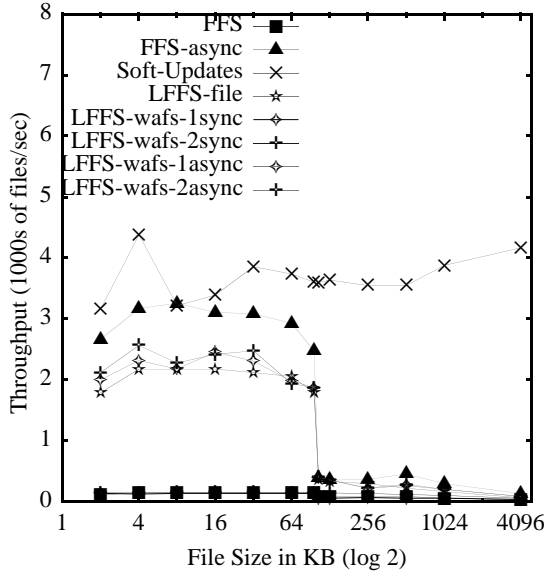 8
7
6
5
4
3
2
1
0
Throughput (1000s of files/sec)
FFS
FFS-async
Soft-Updates
LFFS-file
LFFS-wafs-1sync
LFFS-wafs-2sync
LFFS-wafs-1async
LFFS-wafs-2async
1 4 16 64 256 1024 4096
File Size in KB (log 2)